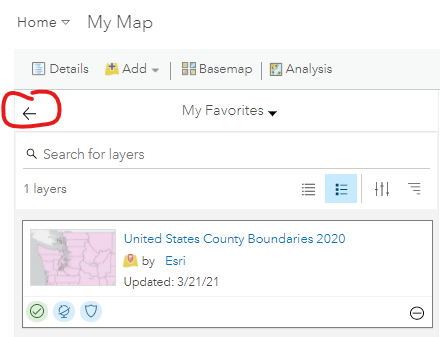 Home My Map
Details Add Basemap Analysis
My Favorites
Search for layers
1 layers
United States County Boundaries 2020
by Esri
Updated: 3/21/21